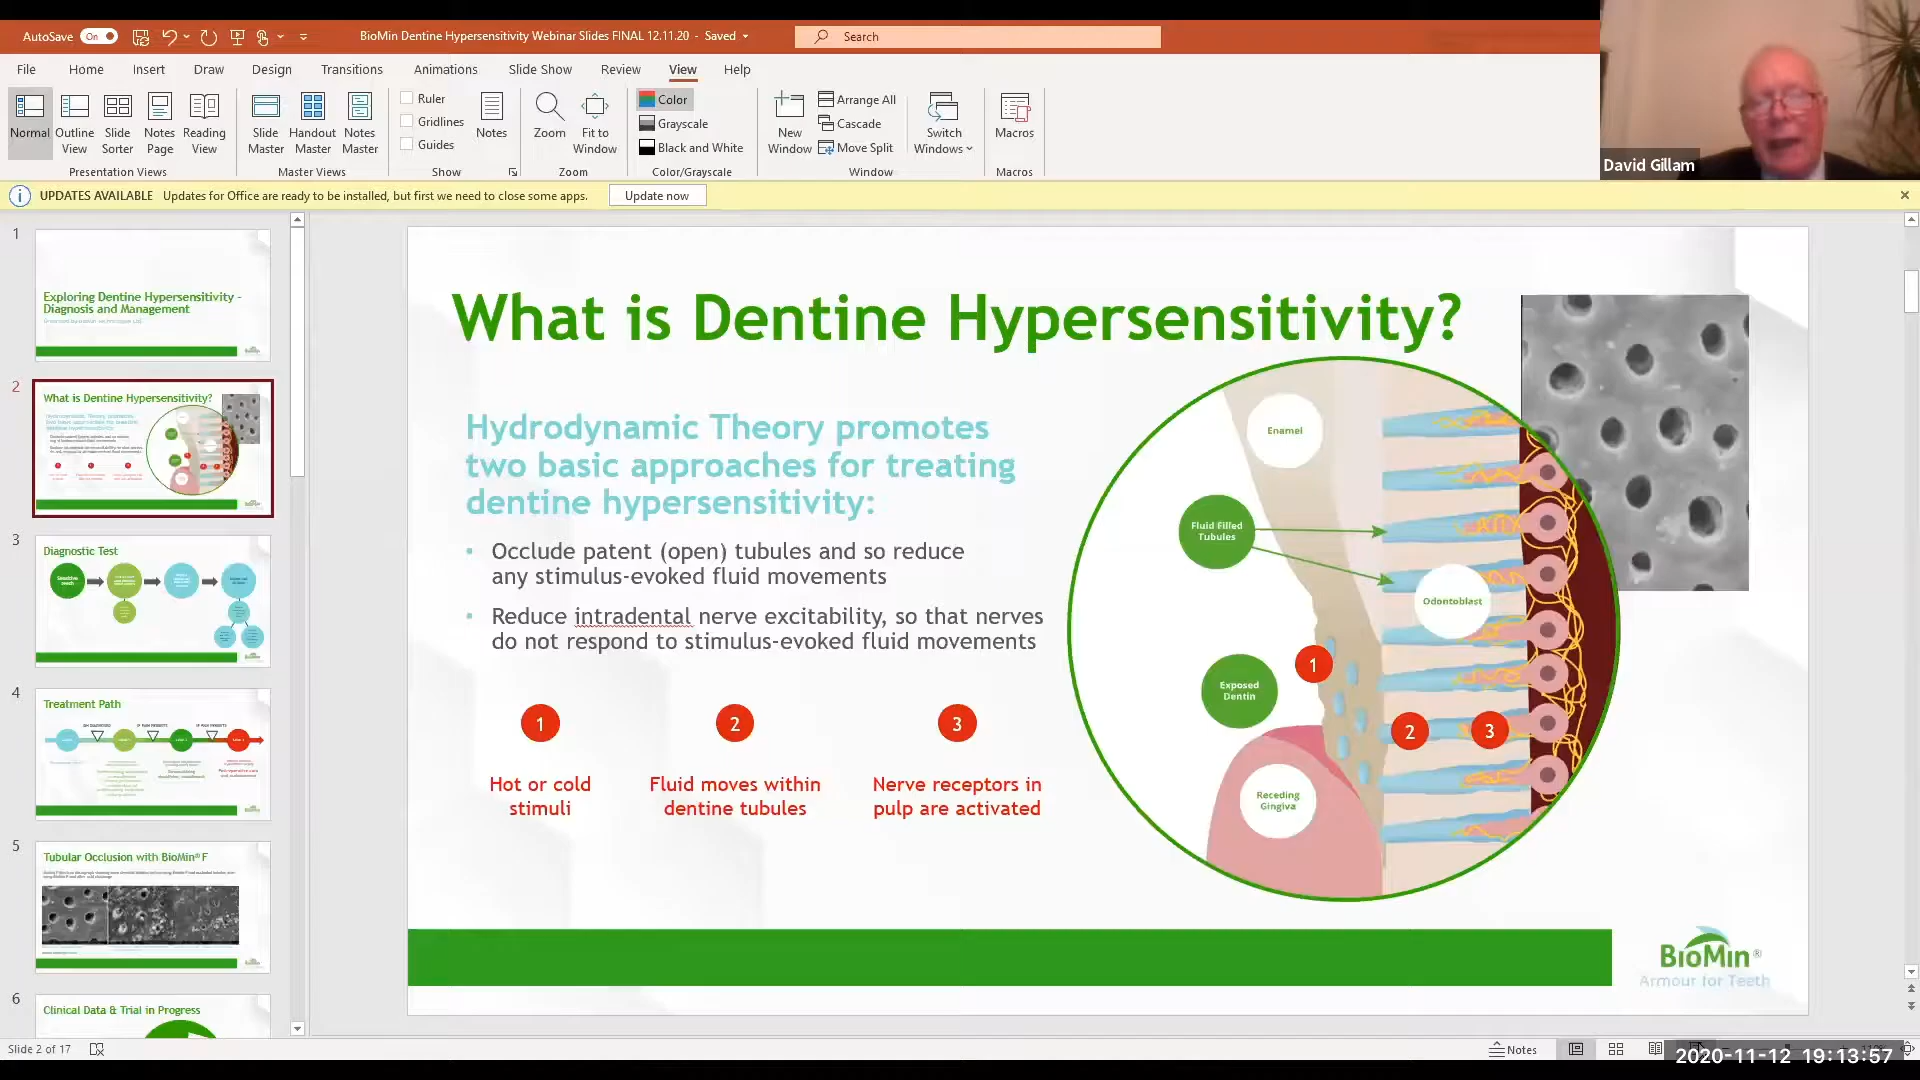 AutoSave On
BioMin Dentine Hypersensitivity Webinar Slides FINAL 12.11.20 - Saved
Search
File Home Insert Draw Design Transitions Animations Slide Show Review View Help
Normal
Outline View
Slide Sorter
Notes Page
Reading View
Presentation Views
Slide Master
Handout Master
Notes Master
Master Views
Ruler
Gridlines
Guides
Show
Notes
Zoom
Fit to Window
Zoom
Color
Grayscale
Black and White
Color/Grayscale
New Window
Arrange All
Cascade
Move Split
Switch Windows
Window
Macros
Macros
David Gillam
UPDATES AVAILABLE Updates for Office are ready to be installed, but first we need to close some apps. Update now
1
Exploring Dentine Hypersensitivity -
Diagnosis and Management
2
What is Dentine Hypersensitivity?
3
Diagnostic Test
4
Treatment Path
5
Tubular Occlusion with BioMin® F
6
Clinical Data & Trial in Progress
What is Dentine Hypersensitivity?
Hydrodynamic Theory promotes
two basic approaches for treating
dentine hypersensitivity:
Occlude patent (open) tubules and so reduce
any stimulus-evoked fluid movements
Reduce intradental nerve excitability, so that nerves
do not respond to stimulus-evoked fluid movements
1
Hot or cold
stimuli
2
Fluid moves within
dentine tubules
3
Nerve receptors in
pulp are activated
Enamel
Fluid Filled
Tubules
Odontoblast
1
Exposed
Dentin
2
3
Receding
Gingiva
BioMin®
Armour for Teeth
Slide 2 of 17
Notes
2020-11-12 19:13:57